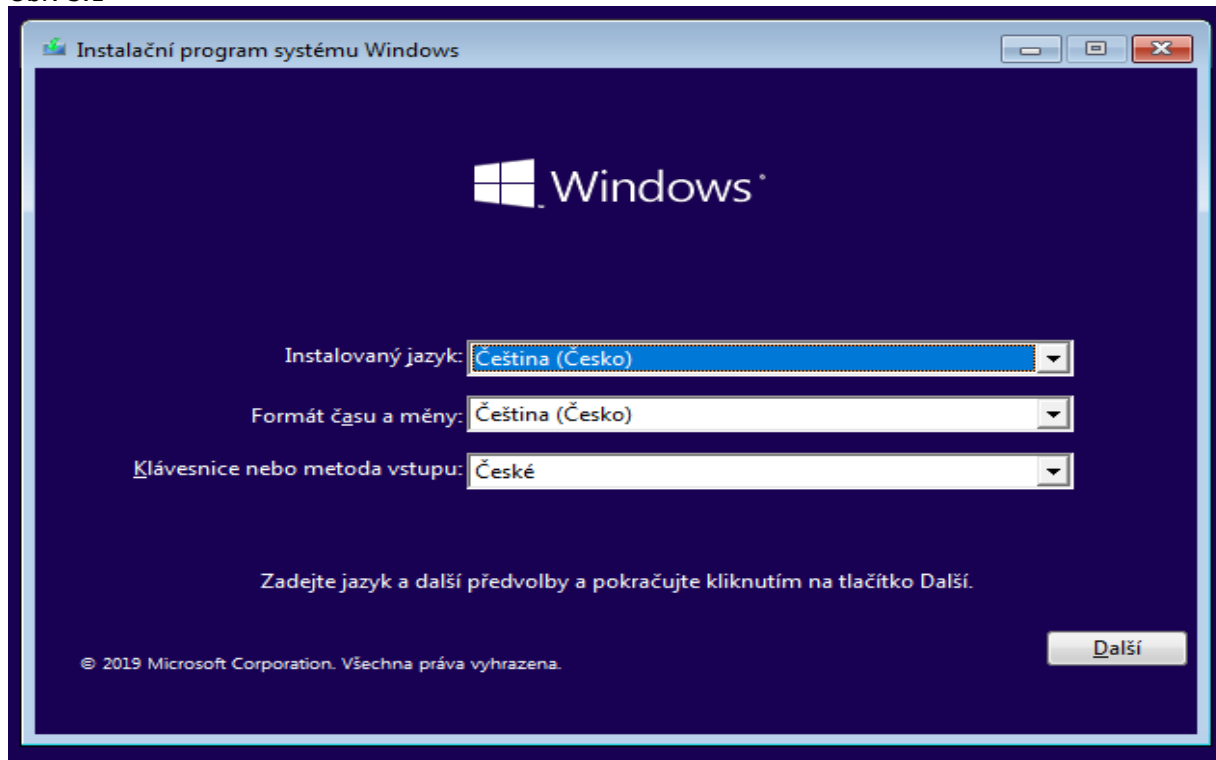 Instalační program systému Windows
Windows
Instalovaný jazyk: Čeština (Česko)
Formát času a měny: Čeština (Česko)
Klávesnice nebo metoda vstupu: České
Zadejte jazyk a další předvolby a pokračujte kliknutím na tlačítko Další.
Další
© 2019 Microsoft Corporation. Všechna práva vyhrazena.